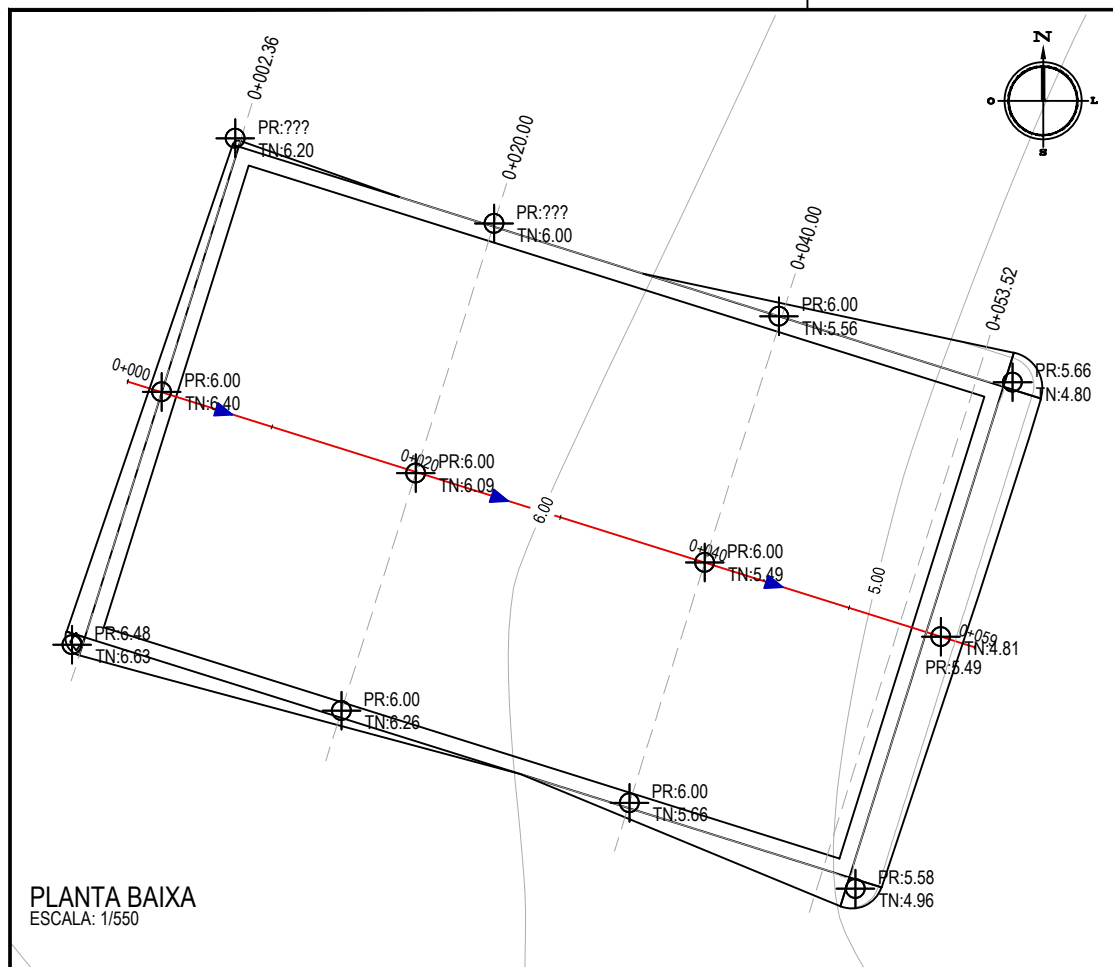 0+002.36
N
O
L
S
PR:???
TN:6.20
0+020.00
PR:???
TN:6.00
0+040.00
PR:6.00
TN:5.56
0+053.52
PR:5.66
TN:4.80
0+000
PR:6.00
TN:6.40
0+020
PR:6.00
TN:6.09
6.00
0+040
PR:6.00
TN:5.49
5.00
0+059
TN:4.81
PR:5.49
PR:6.48
TN:6.63
PR:6.00
TN:6.26
PR:6.00
TN:5.66
PR:5.58
TN:4.96
PLANTA BAIXA
ESCALA: 1/550